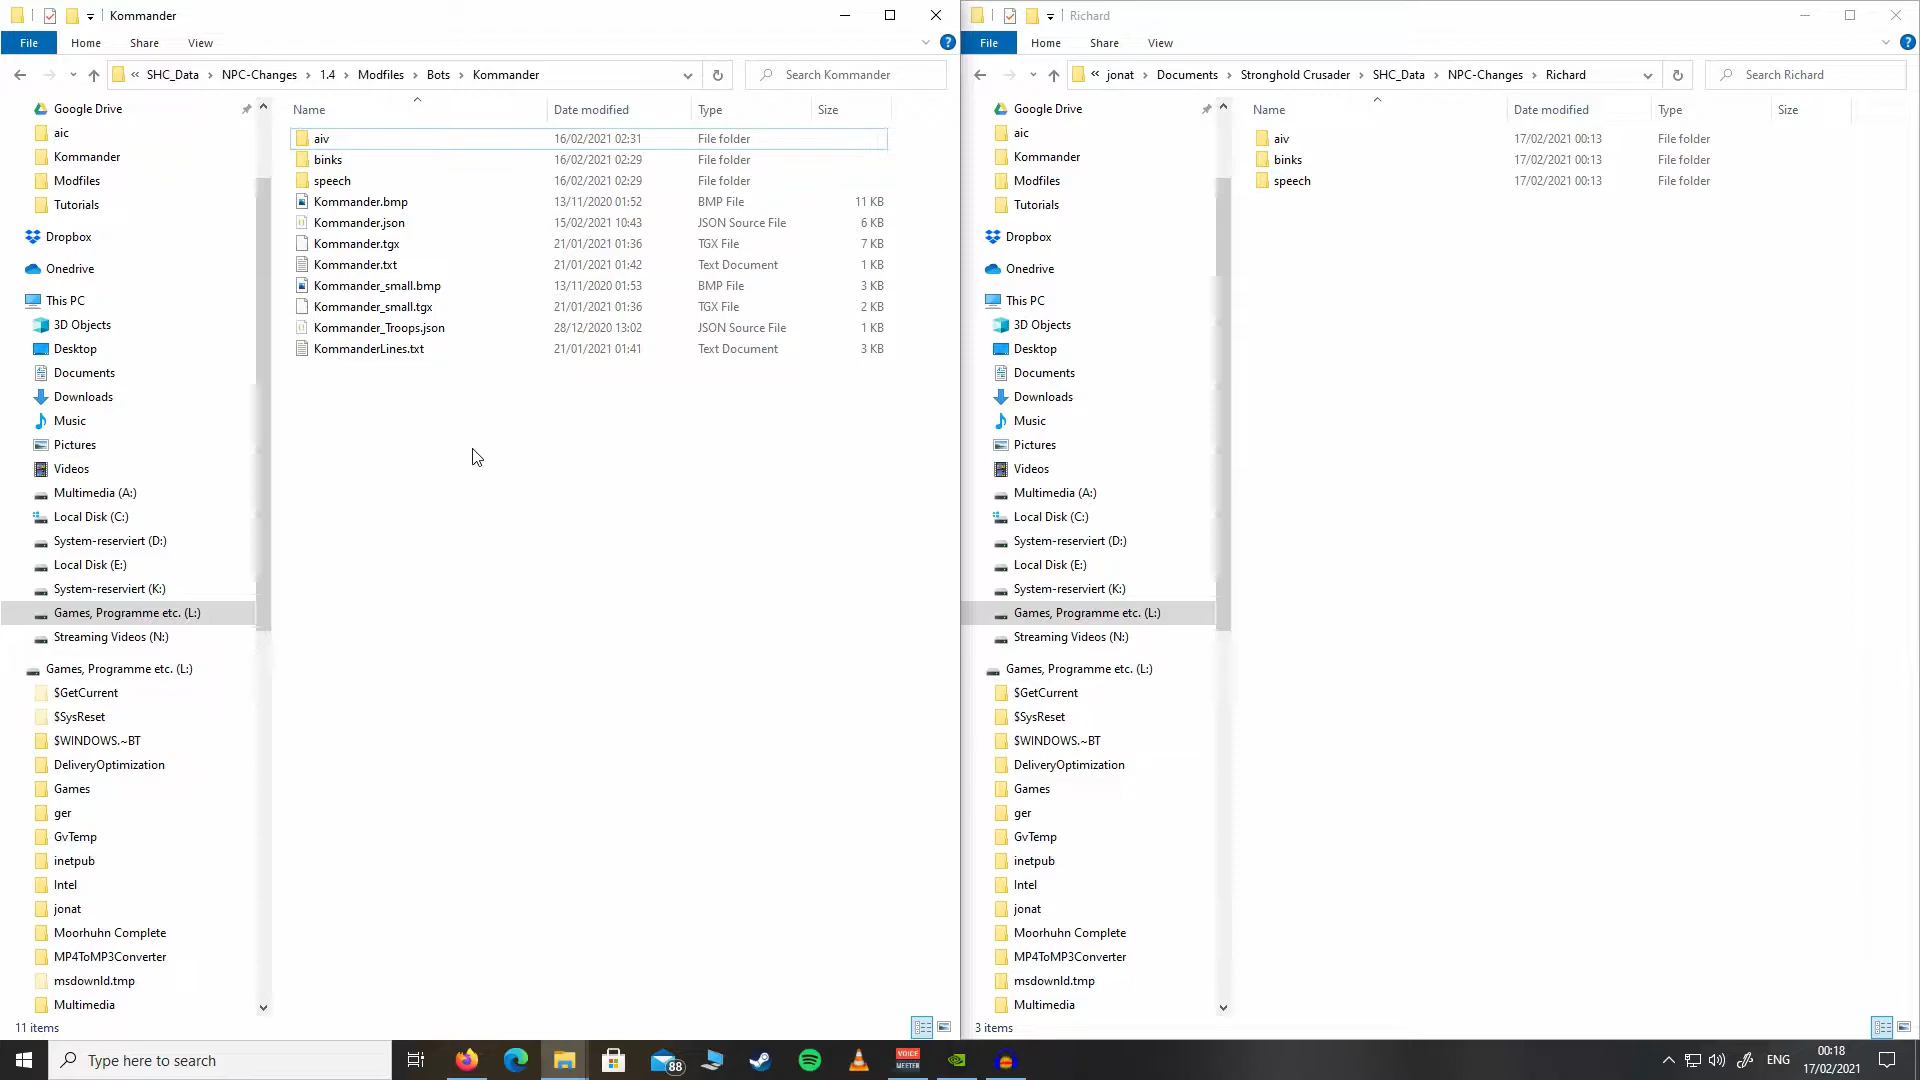 Kommander
File Home Share View
« SHC_Data › NPC-Changes › 1.4 › Modfiles › Bots › Kommander
Search Kommander
Name Date modified Type Size
aiv 16/02/2021 02:31 File folder
binks 16/02/2021 02:29 File folder
speech 16/02/2021 02:29 File folder
Kommander.bmp 13/11/2020 01:52 BMP File 11 KB
Kommander.json 15/02/2021 10:43 JSON Source File 6 KB
Kommander.tgx 21/01/2021 01:36 TGX File 7 KB
Kommander.txt 21/01/2021 01:42 Text Document 1 KB
Kommander_small.bmp 13/11/2020 01:53 BMP File 3 KB
Kommander_small.tgx 21/01/2021 01:36 TGX File 2 KB
Kommander_Troops.json 28/12/2020 13:02 JSON Source File 1 KB
KommanderLines.txt 21/01/2021 01:41 Text Document 3 KB
Google Drive
aic
Kommander
Modfiles
Tutorials
Dropbox
Onedrive
This PC
3D Objects
Desktop
Documents
Downloads
Music
Pictures
Videos
Multimedia (A:)
Local Disk (C:)
System-reserviert (D:)
Local Disk (E:)
System-reserviert (K:)
Games, Programme etc. (L:)
Streaming Videos (N:)
Games, Programme etc. (L:)
$GetCurrent
$SysReset
$WINDOWS.~BT
DeliveryOptimization
Games
ger
GvTemp
inetpub
Intel
jonat
Moorhuhn Complete
MP4ToMP3Converter
msdownld.tmp
Multimedia
11 items
Richard
File Home Share View
« jonat › Documents › Stronghold Crusader › SHC_Data › NPC-Changes › Richard
Search Richard
Name Date modified Type Size
aiv 17/02/2021 00:13 File folder
binks 17/02/2021 00:13 File folder
speech 17/02/2021 00:13 File folder
Google Drive
aic
Kommander
Modfiles
Tutorials
Dropbox
Onedrive
This PC
3D Objects
Desktop
Documents
Downloads
Music
Pictures
Videos
Multimedia (A:)
Local Disk (C:)
System-reserviert (D:)
Local Disk (E:)
System-reserviert (K:)
Games, Programme etc. (L:)
Streaming Videos (N:)
Games, Programme etc. (L:)
$GetCurrent
$SysReset
$WINDOWS.~BT
DeliveryOptimization
Games
ger
GvTemp
inetpub
Intel
jonat
Moorhuhn Complete
MP4ToMP3Converter
msdownld.tmp
Multimedia
3 items
Type here to search
88
VOICE
MEETER
ENG
00:18
17/02/2021